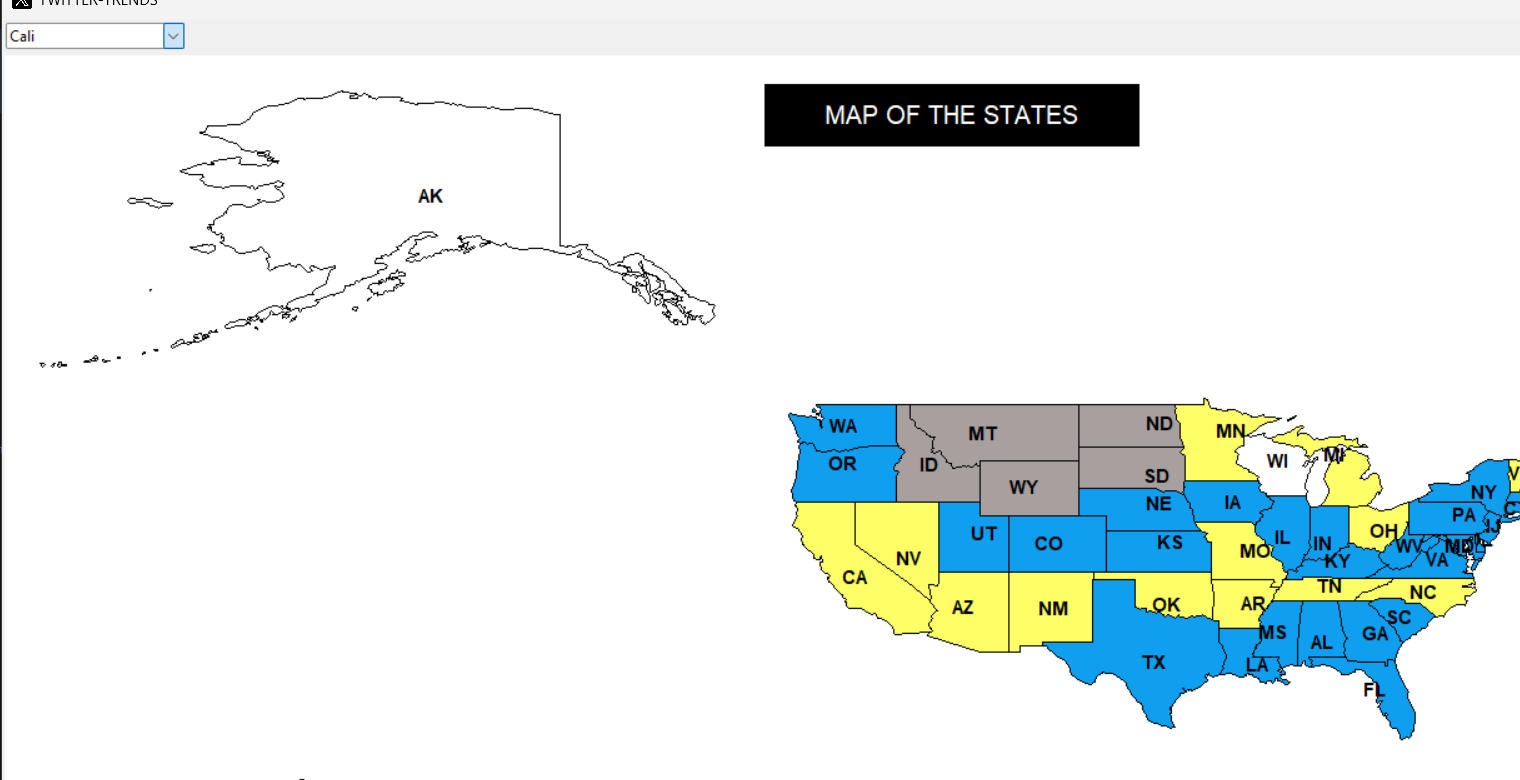 TWITTER-TRENDS
Cali
MAP OF THE STATES
AK
WA
MT
ND
MN
OR
ID
WI
MI
WY
SD
NE
IA
NY
V
UT
CO
KS
MO
IL
IN
OH
PA
NV
KY
WV
VA
MD
CA
AZ
NM
OK
AR
TN
NC
SC
MS
AL
GA
TX
LA
FL